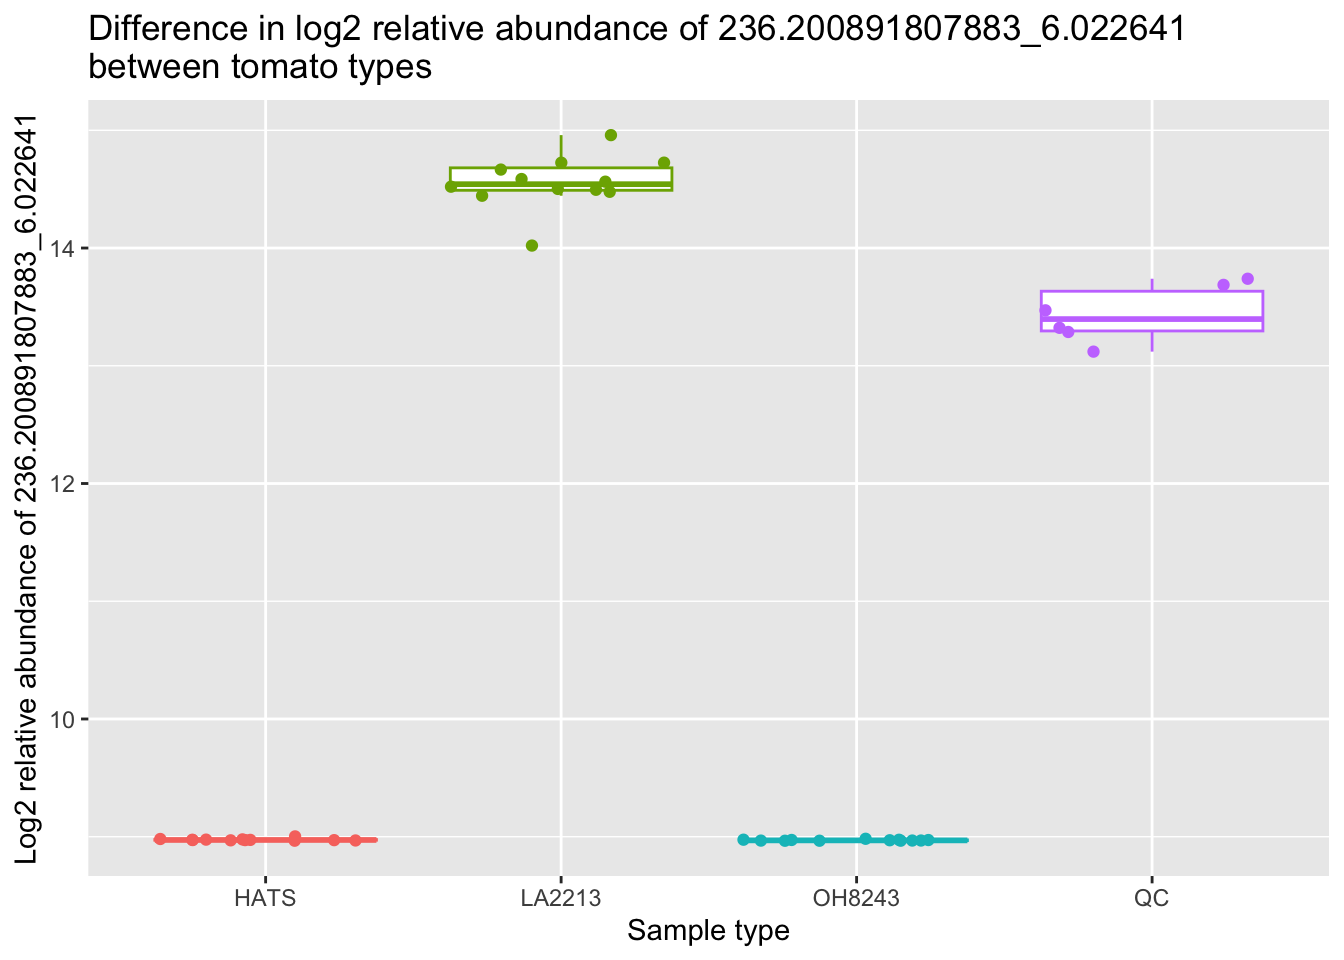 Difference in log2 relative abundance of 236.200891807883_6.022641
between tomato types
Log2 relative abundance of 236.200891807883_6.022641
14
12
10
HATS
LA2213
OH8243
QC
Sample type